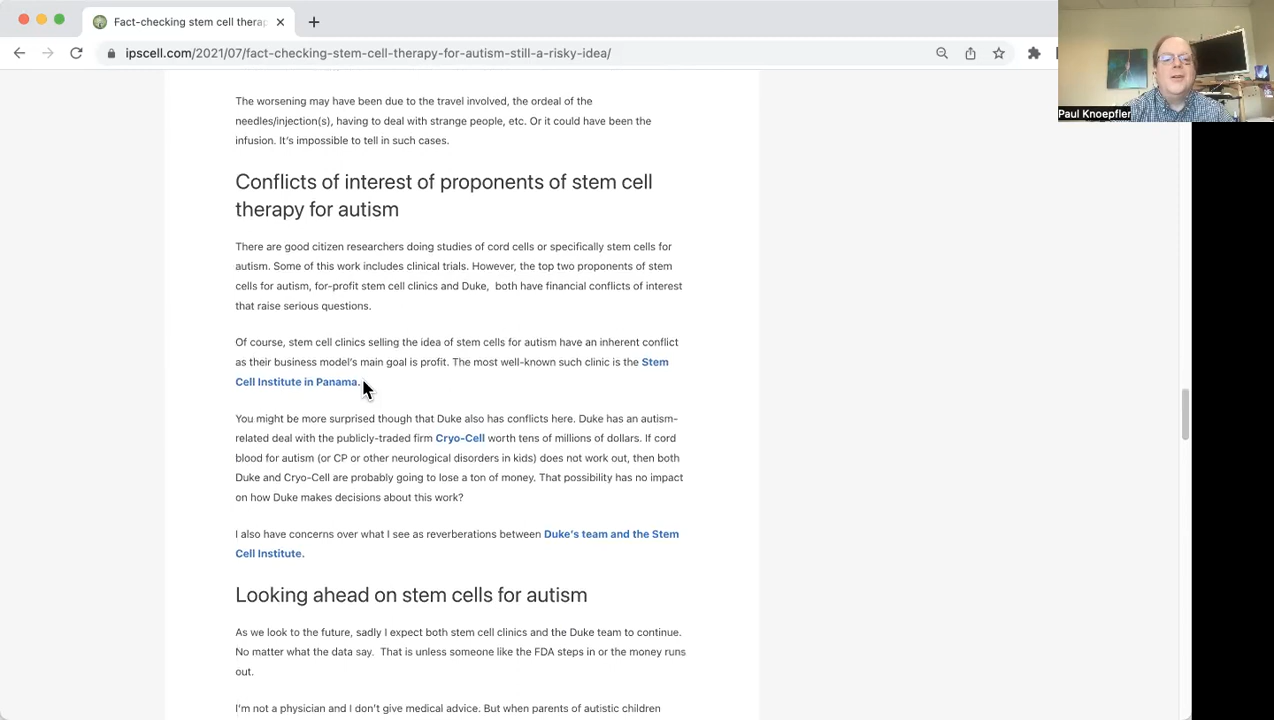 Fact-checking stem cell therap
ipscell.com/2021/07/fact-checking-stem-cell-therapy-for-autism-still-a-risky-idea/
Paul Knoepfler
The worsening may have been due to the travel involved, the ordeal of the
needles/injection(s), having to deal with strange people, etc. Or it could have been the
infusion. It's impossible to tell in such cases.
Conflicts of interest of proponents of stem cell
therapy for autism
There are good citizen researchers doing studies of cord cells or specifically stem cells for
autism. Some of this work includes clinical trials. However, the top two proponents of stem
cells for autism, for-profit stem cell clinics and Duke, both have financial conflicts of interest
that raise serious questions.
Of course, stem cell clinics selling the idea of stem cells for autism have an inherent conflict
as their business model's main goal is profit. The most well-known such clinic is the Stem
Cell Institute in Panama.
You might be more surprised though that Duke also has conflicts here. Duke has an autism-
related deal with the publicly-traded firm Cryo-Cell worth tens of millions of dollars. If cord
blood for autism (or CP or other neurological disorders in kids) does not work out, then both
Duke and Cryo-Cell are probably going to lose a ton of money. That possibility has no impact
on how Duke makes decisions about this work?
I also have concerns over what I see as reverberations between Duke's team and the Stem
Cell Institute.
Looking ahead on stem cells for autism
As we look to the future, sadly I expect both stem cell clinics and the Duke team to continue.
No matter what the data say. That is unless someone like the FDA steps in or the money runs
out.
I'm not a physician and I don't give medical advice. But when parents of autistic children